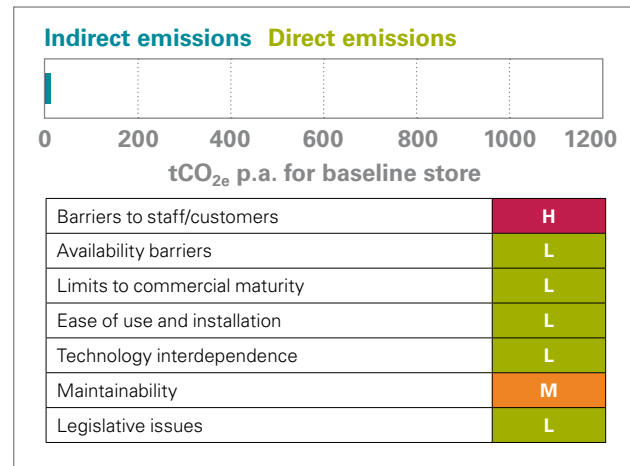 Indirect emissions Direct emissions
0 200 400 600 800 1000 1200
tCO2e p.a. for baseline store
Barriers to staff/customers H
Availability barriers L
Limits to commercial maturity L
Ease of use and installation L
Technology interdependence L
Maintainability M
Legislative issues L